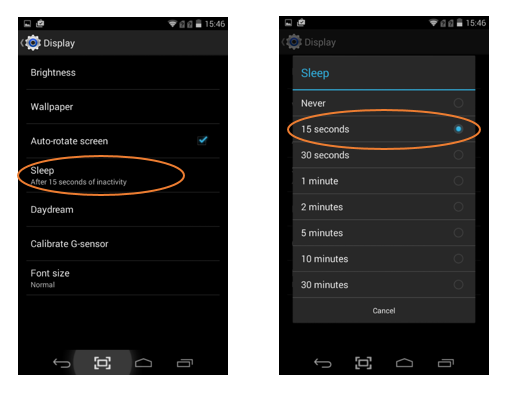 15:46
Display
Brightness
Wallpaper
Auto-rotate screen
Sleep
After 15 seconds of inactivity
Daydream
Calibrate G-sensor
Font size
Normal
15:46
Display
Sleep
Never
15 seconds
30 seconds
1 minute
2 minutes
5 minutes
10 minutes
30 minutes
Cancel